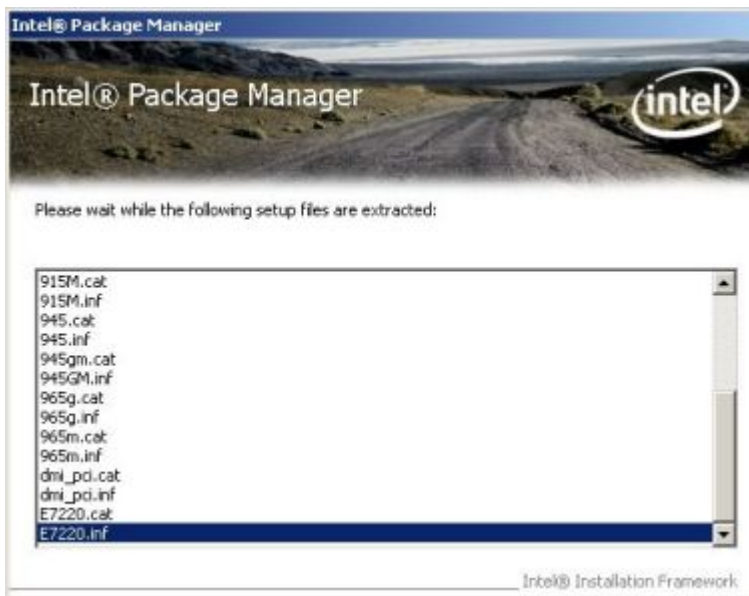 Intel® Package Manager
Intel® Package Manager
intel
Please wait while the following setup files are extracted:
915M.cat
915M.inf
945.cat
945.inf
945gm.cat
945GM.inf
965g.cat
965g.inf
965m.cat
965m.inf
dmi_pci.cat
dmi_pci.inf
E7220.cat
E7220.inf
Intel® Installation Framework